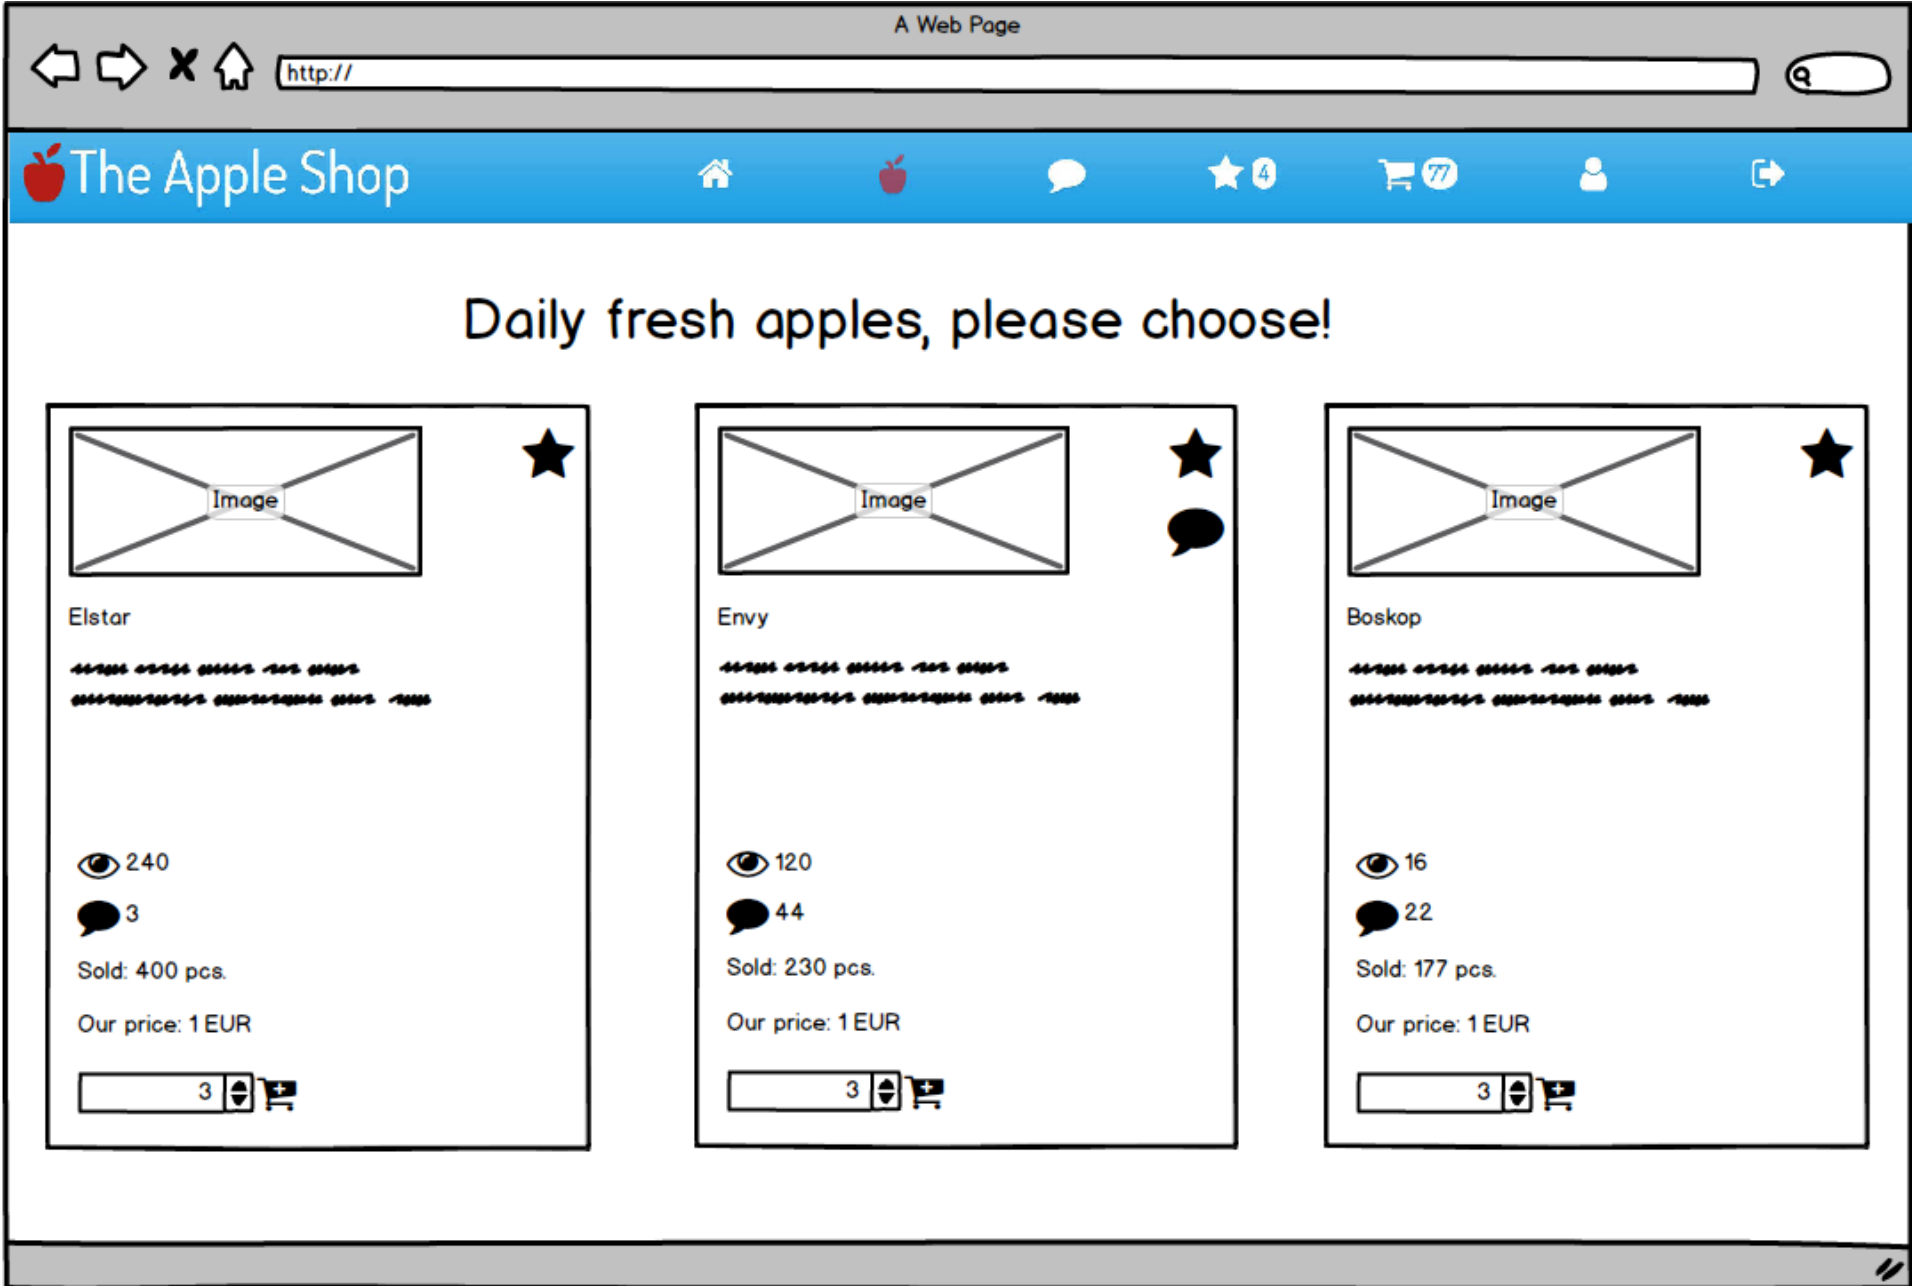 A Web Page
http://
The Apple Shop
4
77
Daily fresh apples, please choose!
Image
Elstar
240
3
Sold: 400 pcs.
Our price: 1 EUR
3
Image
Envy
120
44
Sold: 230 pcs.
Our price: 1 EUR
3
Image
Boskop
16
22
Sold: 177 pcs.
Our price: 1 EUR
3